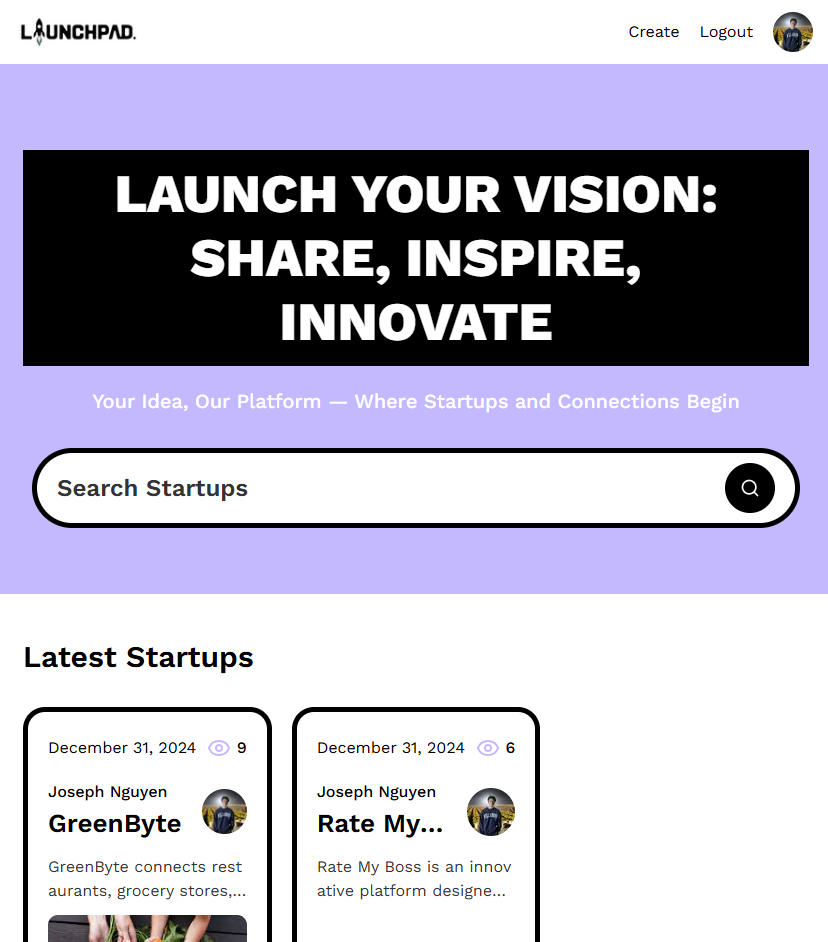 LAUNCHPAD.
Create Logout
LAUNCH YOUR VISION:
SHARE, INSPIRE,
INNOVATE
Your Idea, Our Platform — Where Startups and Connections Begin
Search Startups
Latest Startups
December 31, 2024 9
Joseph Nguyen
GreenByte
GreenByte connects rest
aurants, grocery stores,...
December 31, 2024 6
Joseph Nguyen
Rate My...
Rate My Boss is an innov
ative platform designe...